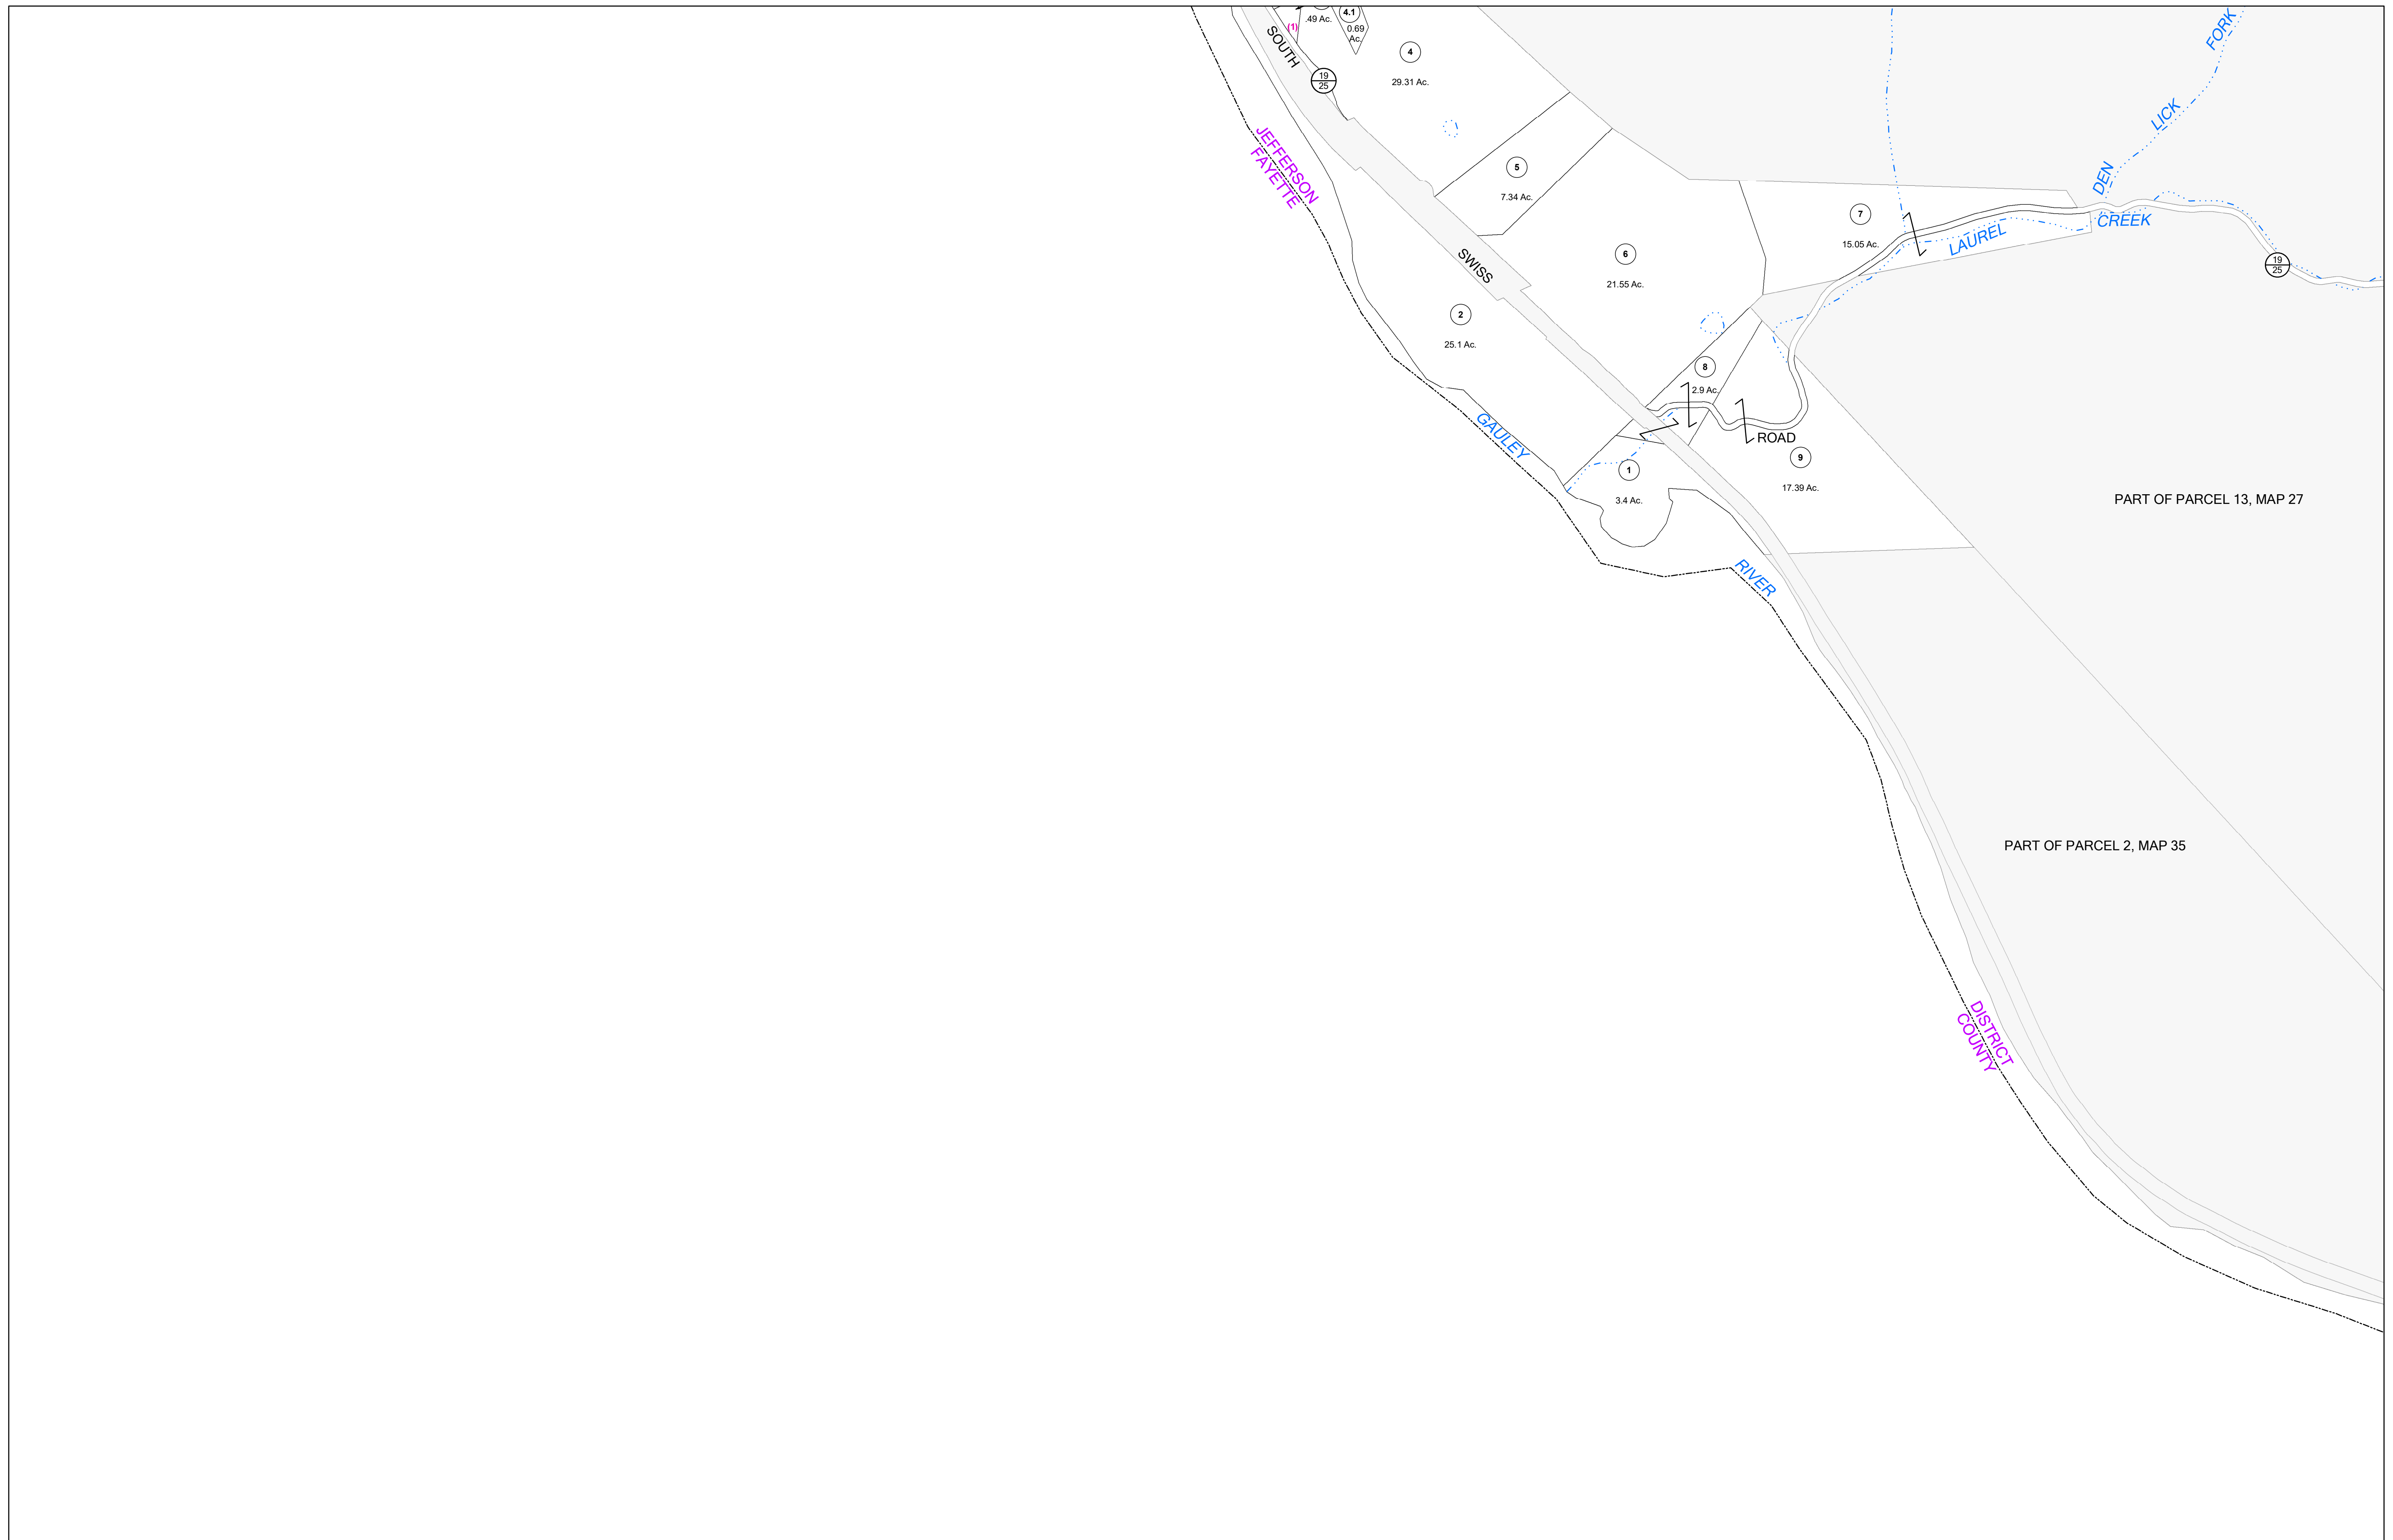 4.1
.49 Ac.
0.69
Ac.
(1)
SOUTH
4
29.31 Ac.
19
25
FORK
LICK
DEN
JEFFERSON
FAYETTE
5
7.34 Ac.
7
15.05 Ac.
LAUREL
CREEK
6
21.55 Ac.
SWISS
19
25
2
25.1 Ac.
8
2.9 Ac.
GAULEY
ROAD
9
17.39 Ac.
1
3.4 Ac.
PART OF PARCEL 13, MAP 27
RIVER
PART OF PARCEL 2, MAP 35
DISTRICT
COUNTY